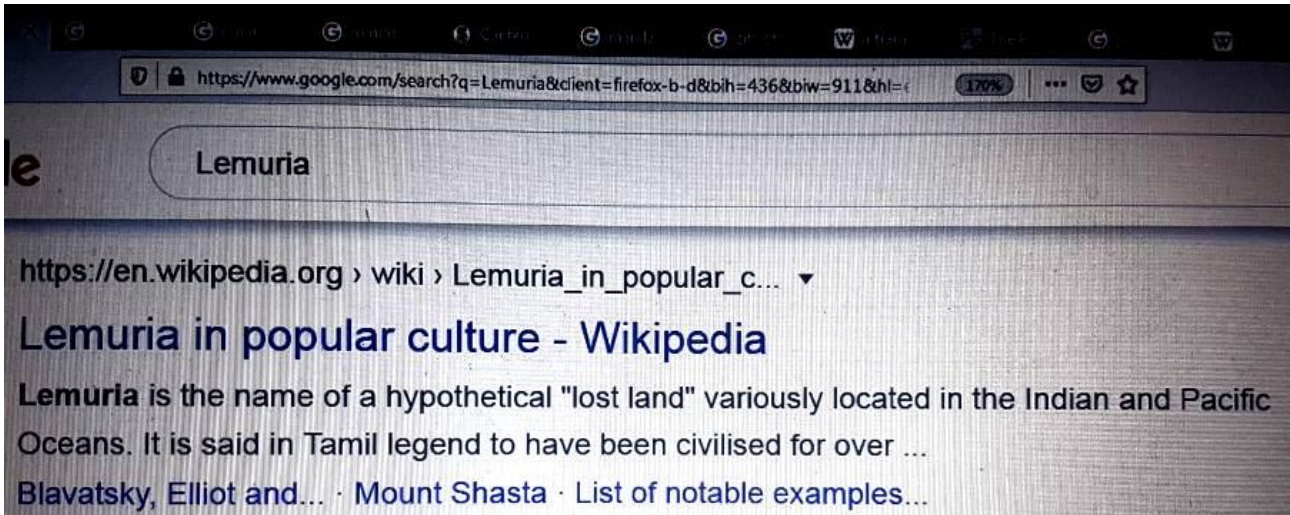 https://www.google.com/search?q=Lemuria&client=firefox-b-d&bih=436&biw=911&hl=
170%
le
Lemuria
https://en.wikipedia.org › wiki › Lemuria_in_popular_c...
Lemuria in popular culture - Wikipedia
Lemuria is the name of a hypothetical "lost land" variously located in the Indian and Pacific
Oceans. It is said in Tamil legend to have been civilised for over ...
Blavatsky, Elliot and... · Mount Shasta · List of notable examples...